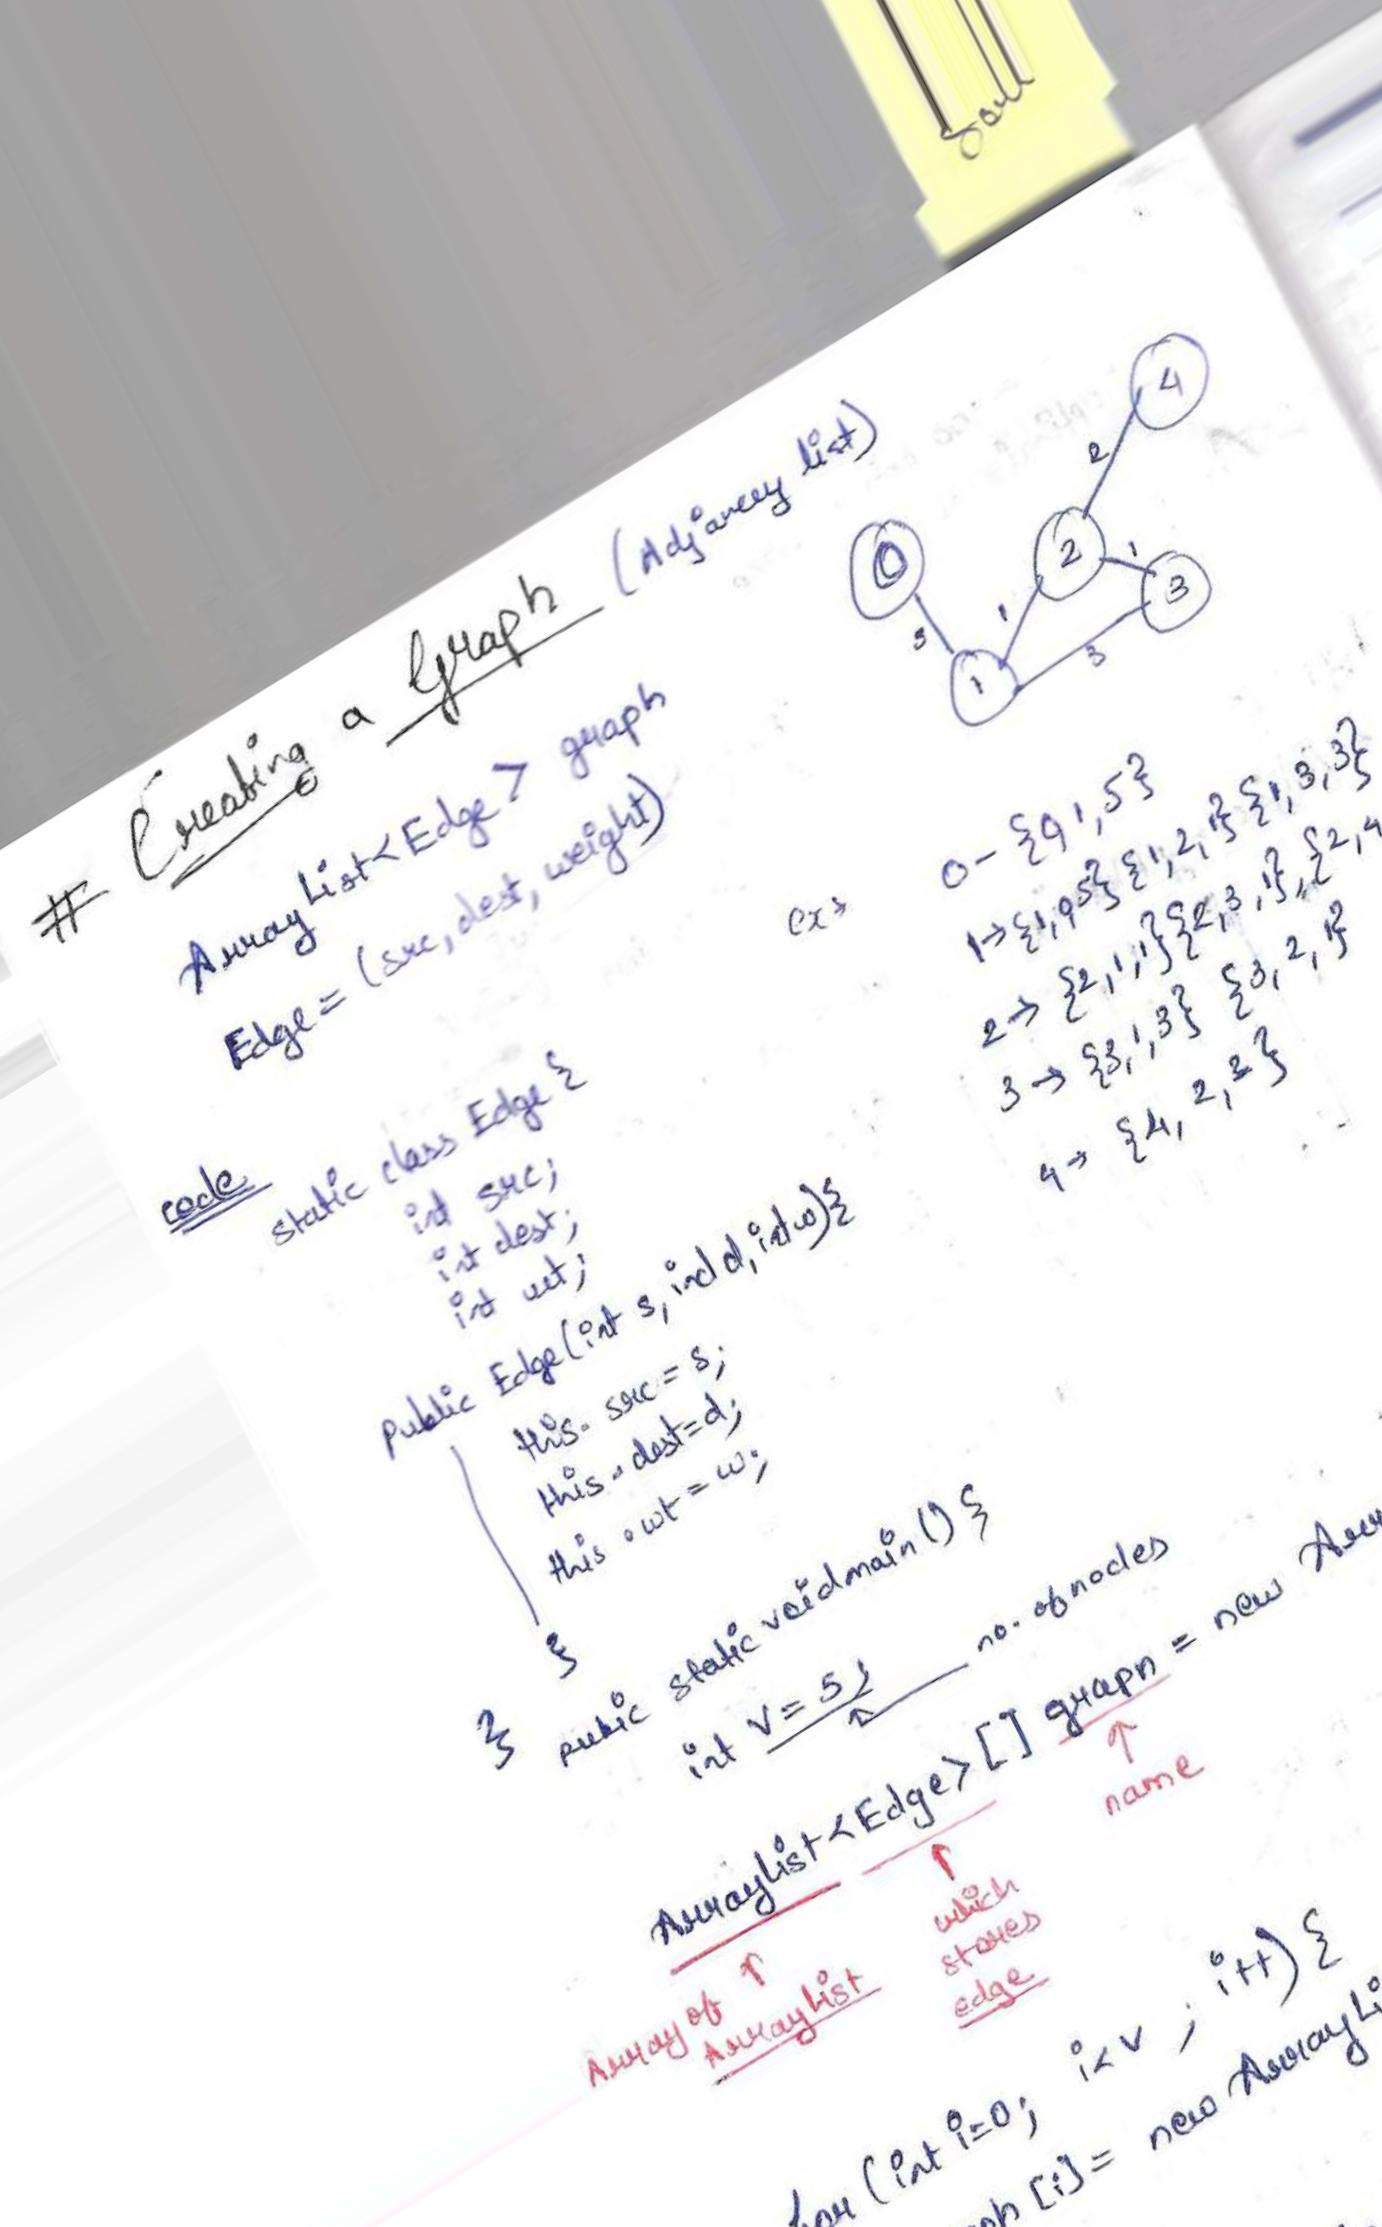 # Creating a Graph (Adjancey list)
ArrayList<Edge> graph
Edge = (src, dest, weight)
4
2
0
2
1
3
5
1
1
3
ex→
0 - {0,1,5}
1→{1,0,5} {1,2,1} {1,3,3}
2→ {2,1,1} {2,3,1}, {2,4
3→ {3,1,3} {3,2,1}
4→ {4, 2, 2}
code
static class Edge {
int src;
int dest;
int wt;
public Edge(int s, int d, int w){
this. src = s;
this. dest=d;
this. wt = w;
}
}
public static void main() {
int V = 5;
no. of nodes
ArrayList<Edge> [] graph = new
name
Array of ArrayList
which stores edge
for (int i=0; i<V ; i++) {
[i] = new